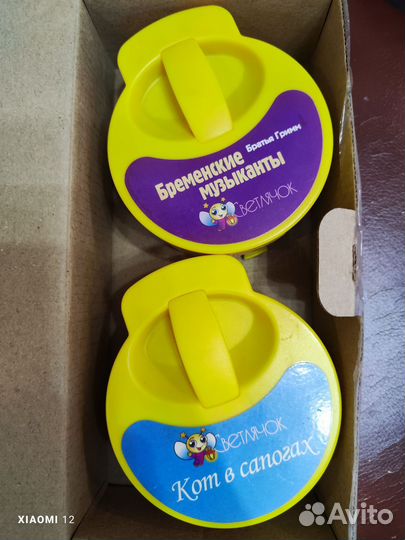 Бременские
музыканты
Братья Гримм
Светлячок
Светлячок
Кот в сапогах
XIAOMI 12
Avito